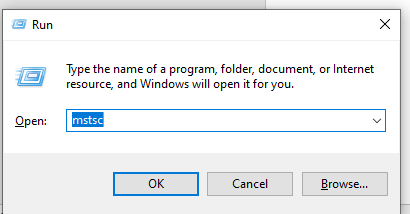 Run
Type the name of a program, folder, document, or Internet
resource, and Windows will open it for you.
Open: mstsc
OK Cancel Browse...